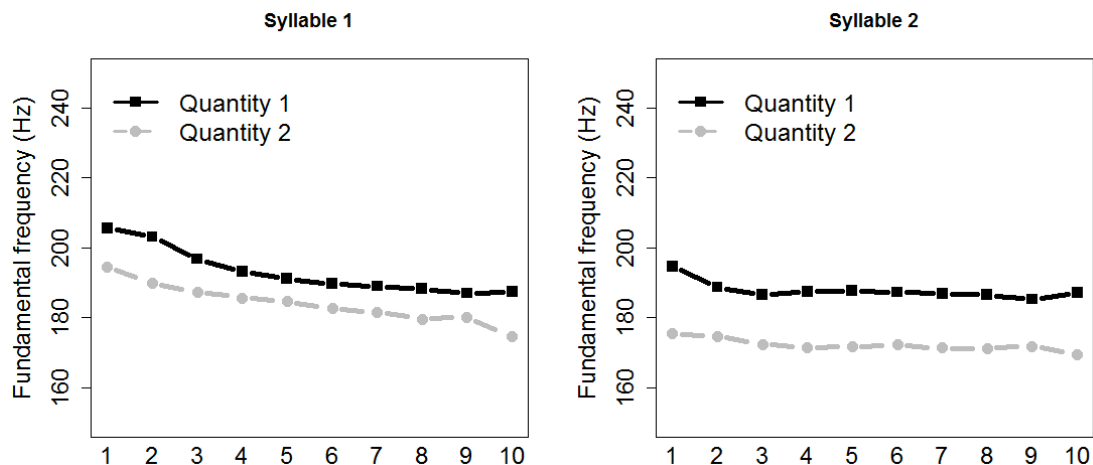 Syllable 1
Fundamental frequency (Hz)
240
220
200
180
160
Quantity 1
Quantity 2
1 2 3 4 5 6 7 8 9 10
Syllable 2
Fundamental frequency (Hz)
240
220
200
180
160
Quantity 1
Quantity 2
1 2 3 4 5 6 7 8 9 10